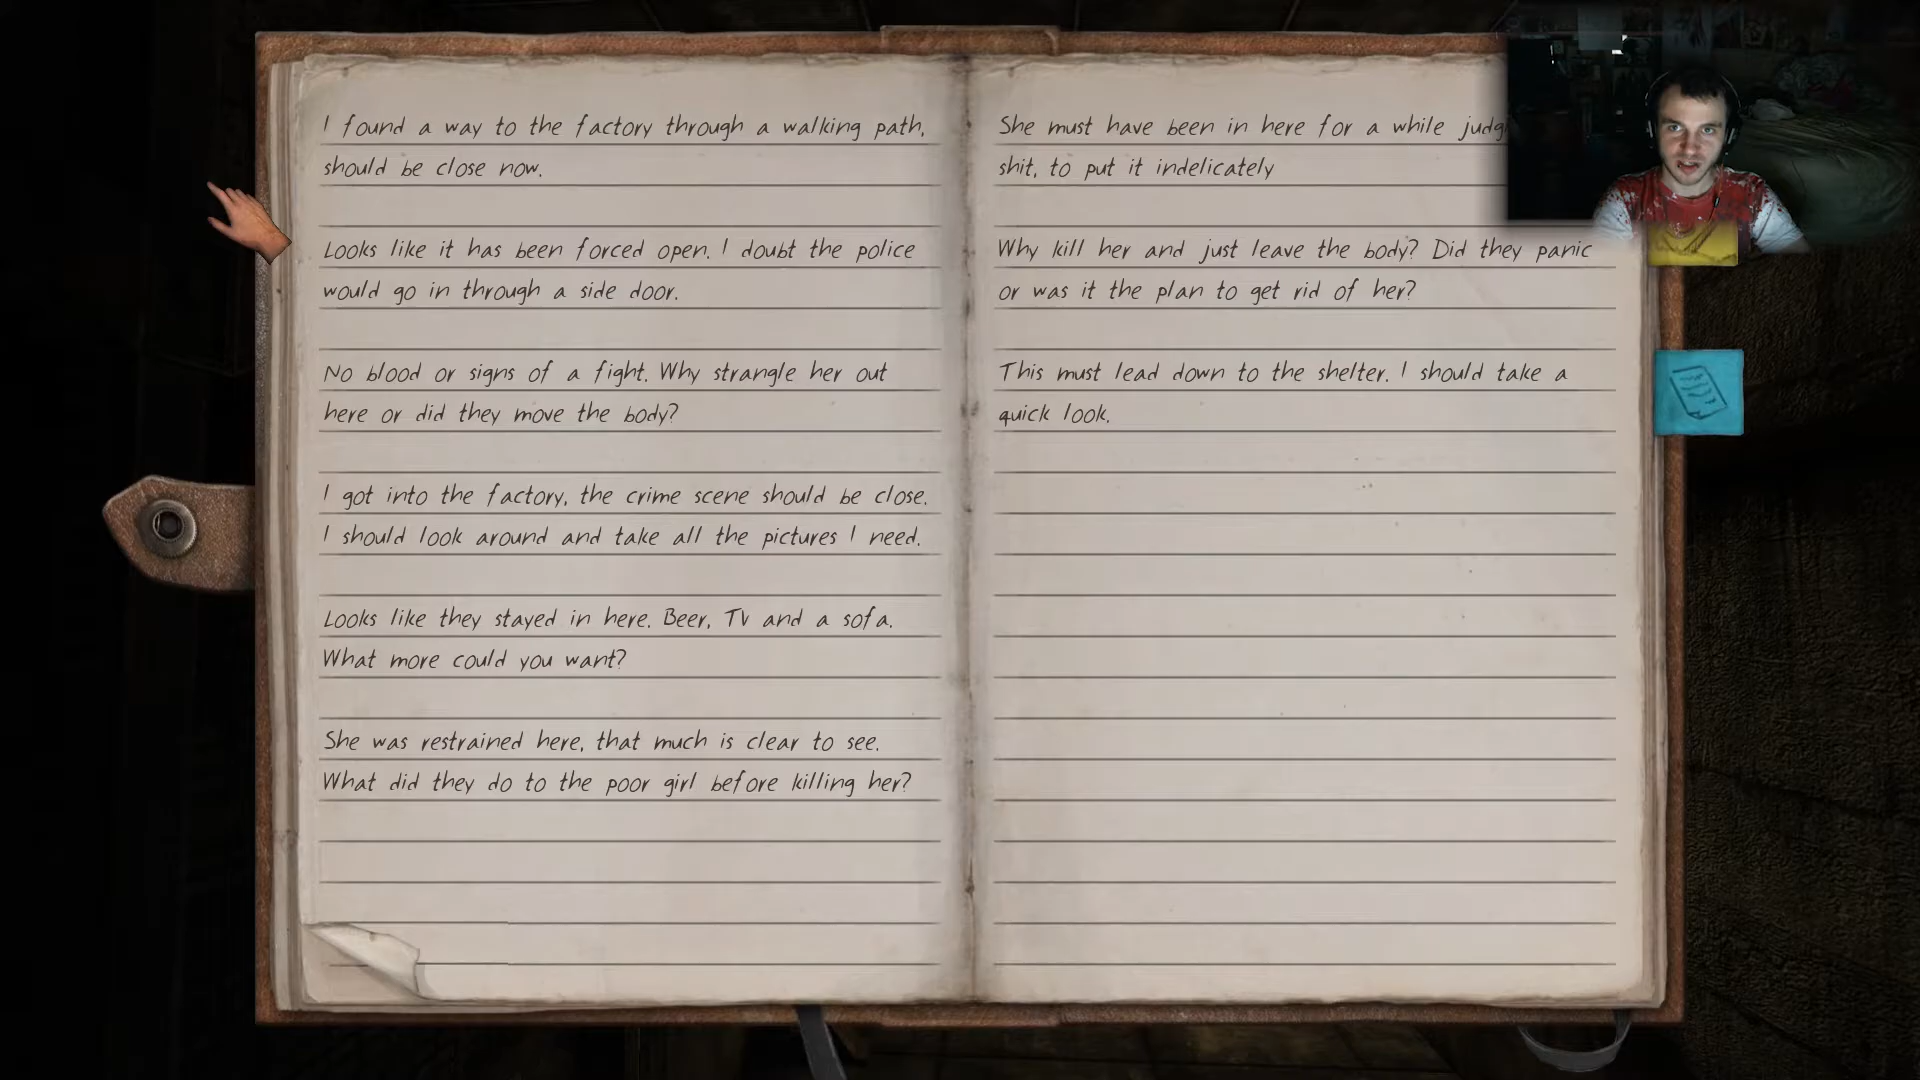 I found a way to the factory through a walking path,
should be close now.
Looks like it has been forced open. I doubt the police
would go in through a side door.
No blood or signs of a fight. Why strangle her out
here or did they move the body?
I got into the factory, the crime scene should be close.
I should look around and take all the pictures I need.
Looks like they stayed in here. Beer, TV and a sofa.
What more could you want?
She was restrained here, that much is clear to see.
What did they do to the poor girl before killing her?
She must have been in here for a while
shit, to put it indelicately
Why kill her and just leave the body? Did they panic
or was it the plan to get rid of her?
This must lead down to the shelter. I should take a
quick look.